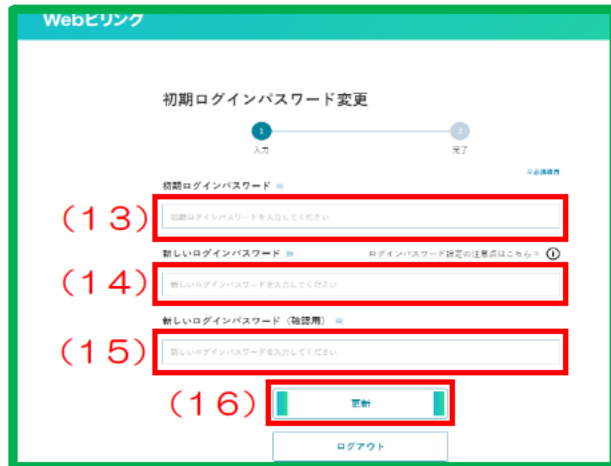 Webビリング
初期ログインパスワード変更
1 2
入力 完了
※必須項目
初期ログインパスワード ※
（１３） 初期ログインパスワードを入力してください
新しいログインパスワード ※ ログインパスワード設定の注意点はこちら⇒ i
（１４） 新しいログインパスワードを入力してください
新しいログインパスワード（確認用） ※
（１５） 新しいログインパスワードを入力してください
（１６） 更新
ログアウト